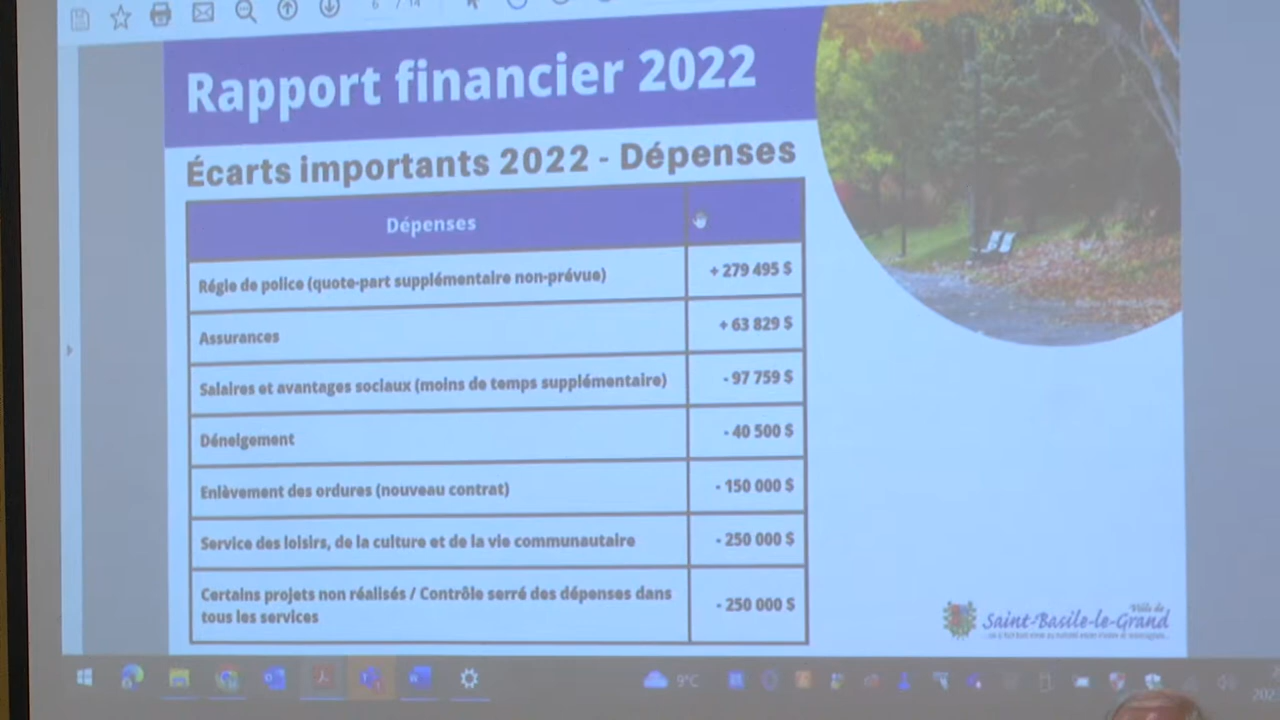 6 / 14
Rapport financier 2022
Écarts importants 2022 - Dépenses
Dépenses
Régie de police (quote-part supplémentaire non-prévue) + 279 495 $
Assurances + 63 829 $
Salaires et avantages sociaux (moins de temps supplémentaire) - 97 759 $
Déneigement - 40 500 $
Enlèvement des ordures (nouveau contrat) - 150 000 $
Service des loisirs, de la culture et de la vie communautaire - 250 000 $
Certains projets non réalisés / Contrôle serré des dépenses dans
tous les services - 250 000 $
Ville de
Saint-Basile-le-Grand
9°C